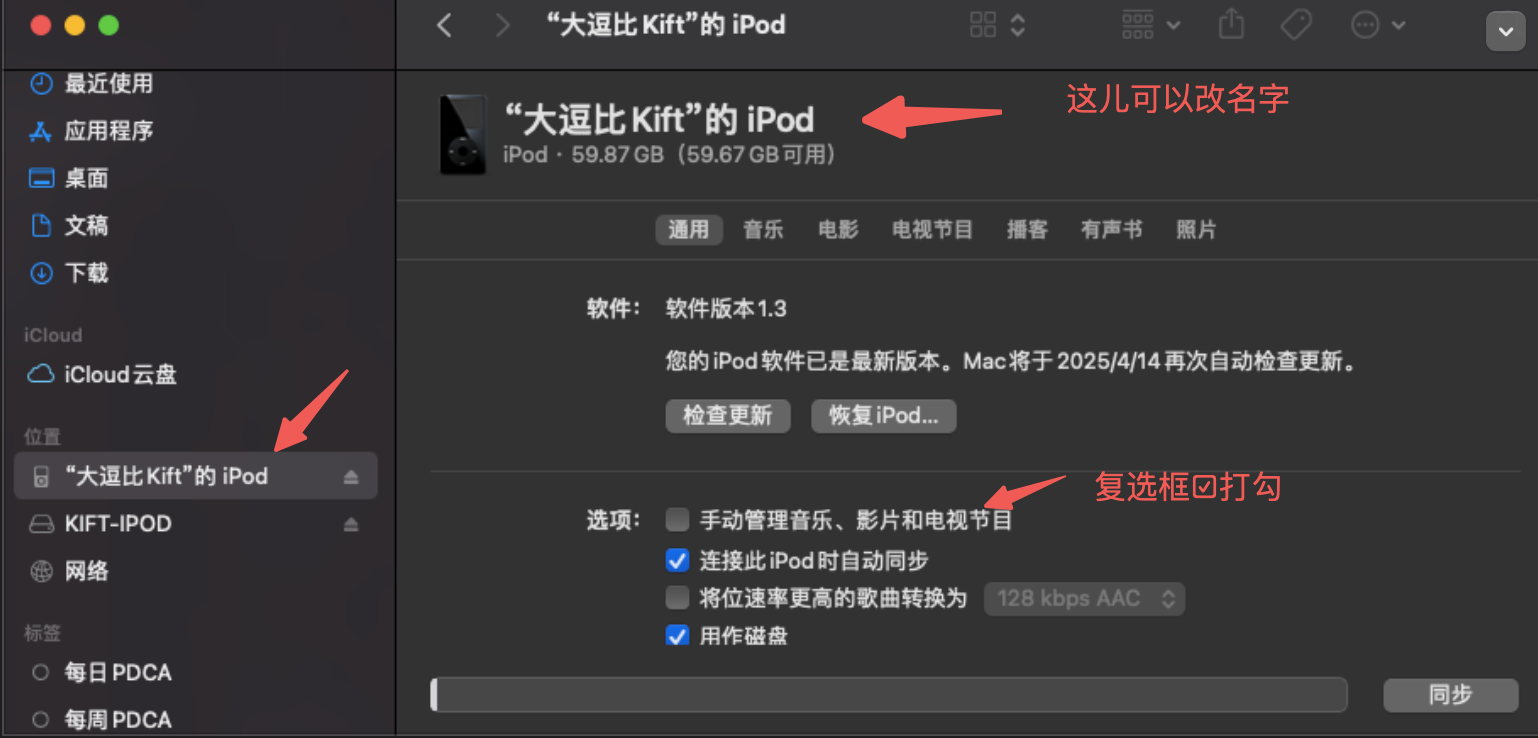 “大逗比 Kift”的 iPod
最近使用
应用程序
桌面
文稿
下载
iCloud
iCloud 云盘
位置
“大逗比 Kift”的 iPod
KIFT-IPOD
网络
标签
每日 PDCA
每周 PDCA
“大逗比 Kift”的 iPod
这儿可以改名字
iPod · 59.87 GB（59.67 GB 可用）
通用 音乐 电影 电视节目 播客 有声书 照片
软件： 软件版本 1.3
您的 iPod 软件已是最新版本。Mac 将于 2025/4/14 再次自动检查更新。
检查更新 恢复 iPod...
复选框☑打勾
选项： 手动管理音乐、影片和电视节目
连接此 iPod 时自动同步
将位速率更高的歌曲转换为 128 kbps AAC
用作磁盘
同步